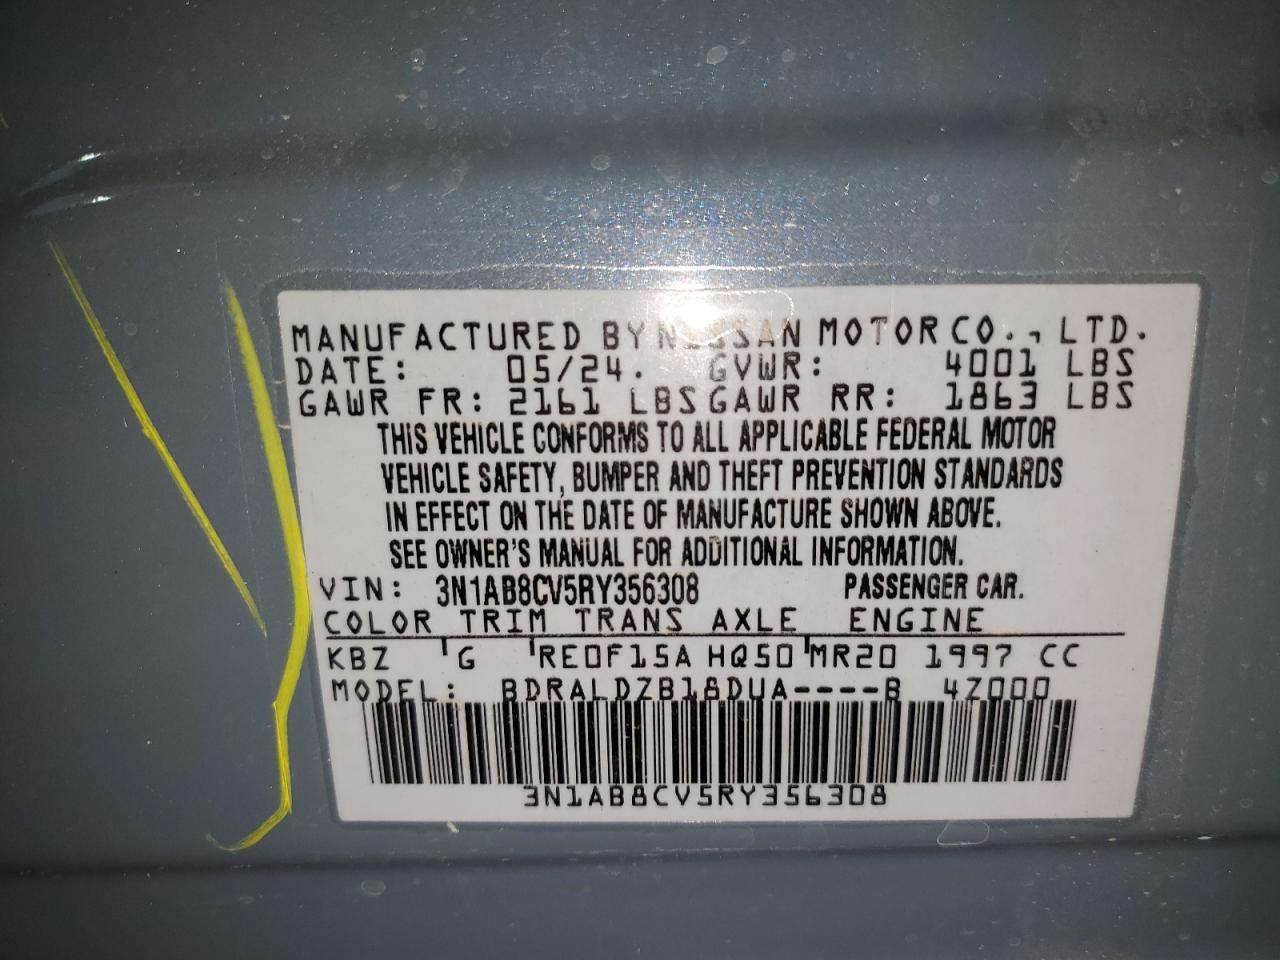 MANUFACTURED BY NISSAN MOTOR CO., LTD.
DATE: 05/24. GVWR: 4001 LBS
GAWR FR: 2161 LBS GAWR RR: 1863 LBS
THIS VEHICLE CONFORMS TO ALL APPLICABLE FEDERAL MOTOR
VEHICLE SAFETY, BUMPER AND THEFT PREVENTION STANDARDS
IN EFFECT ON THE DATE OF MANUFACTURE SHOWN ABOVE.
SEE OWNER'S MANUAL FOR ADDITIONAL INFORMATION.
VIN: 3N1AB8CV5RY356308 PASSENGER CAR.
COLOR TRIM TRANS AXLE ENGINE
KBZ G RE0F15A HQ50 MR20 1997 CC
MODEL: BDRALDZB18DUA----B 4Z000
3N1AB8CV5RY356308